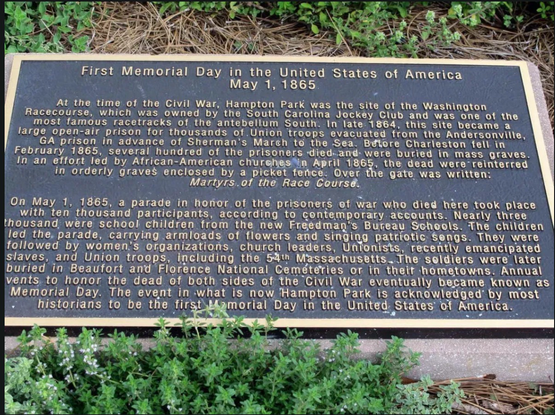 First Memorial Day in the United States of America
May 1, 1865
At the time of the Civil War, Hampton Park was the site of the Washington
Racecourse, which was owned by the South Carolina Jockey Club and was one of the
most famous racetracks of the antebellum South. In late 1864, this site became a
large open-air prison for thousands of Union troops evacuated from the Andersonville,
GA prison in advance of Sherman's Marsh to the Sea. Before Charleston fell in
February 1865, several hundred of the prisoners died and were buried in mass graves.
In an effort led by African-American churches in April 1865, the dead were reinterred
in orderly graves enclosed by a picket fence. Over the gate was written:
Martyrs of the Race Course.
On May 1, 1865, a parade in honor of the prisoners of war who died here took place
with ten thousand participants, according to contemporary accounts. Nearly three
thousand were school children from the new Freedman's Bureau Schools. The children
led the parade, carrying armloads of flowers and singing patriotic songs. They were
followed by women's organizations, church leaders, Unionists, recently emancipated
slaves, and Union troops, including the 54th Massachusetts. The soldiers were later
buried in Beaufort and Florence National Cemeteries or in their hometowns. Annual
vents to honor the dead of both sides of the Civil War eventually became known as
Memorial Day. The event in what is now Hampton Park is acknowledged by most
historians to be the first Memorial Day in the United States of America.